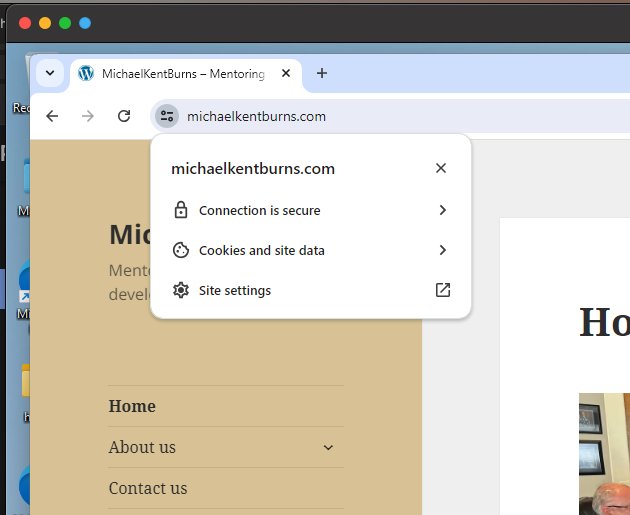 MichaelKentBurns – Mentoring
michaelkentburns.com
michaelkentburns.com
Connection is secure
Cookies and site data
Site settings
Mic
Mento
develo
Home
About us
Contact us
Ho
Rec